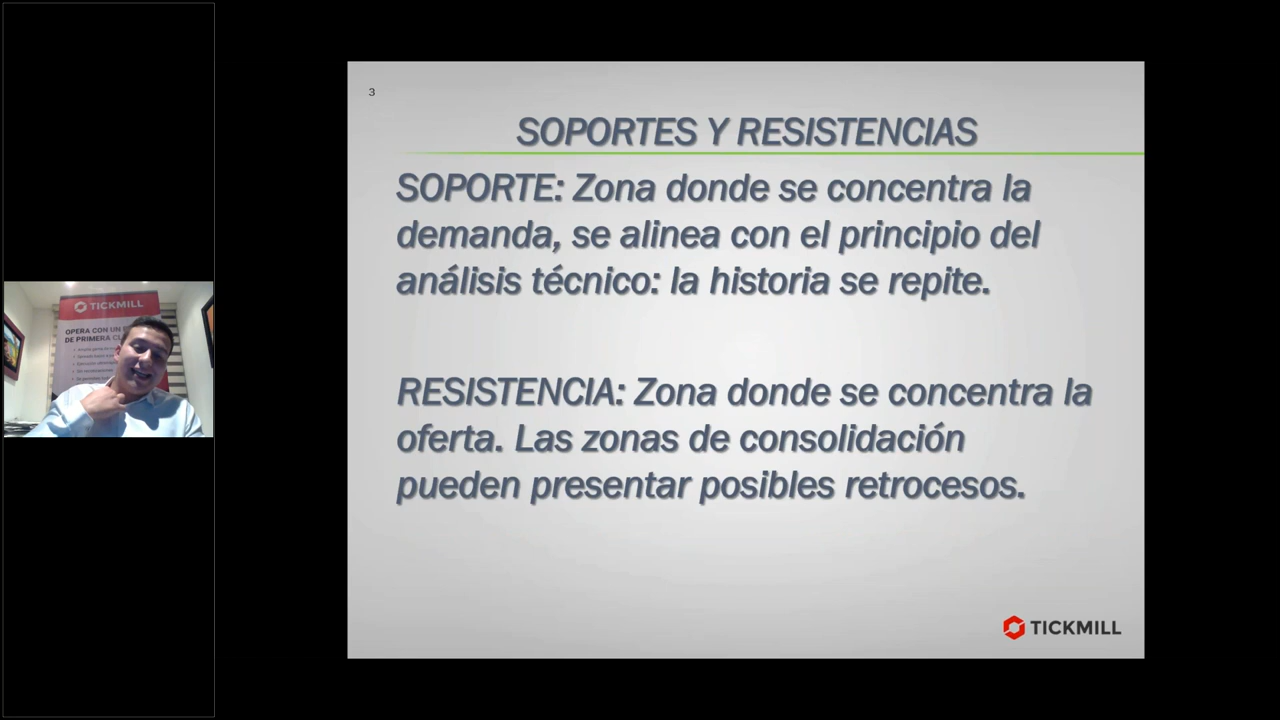 3
SOPORTES Y RESISTENCIAS
SOPORTE: Zona donde se concentra la
demanda, se alinea con el principio del
análisis técnico: la historia se repite.
RESISTENCIA: Zona donde se concentra la
oferta. Las zonas de consolidación
pueden presentar posibles retrocesos.
TICKMILL
TICKMILL
OPERA CON UN
DE PRIMERA